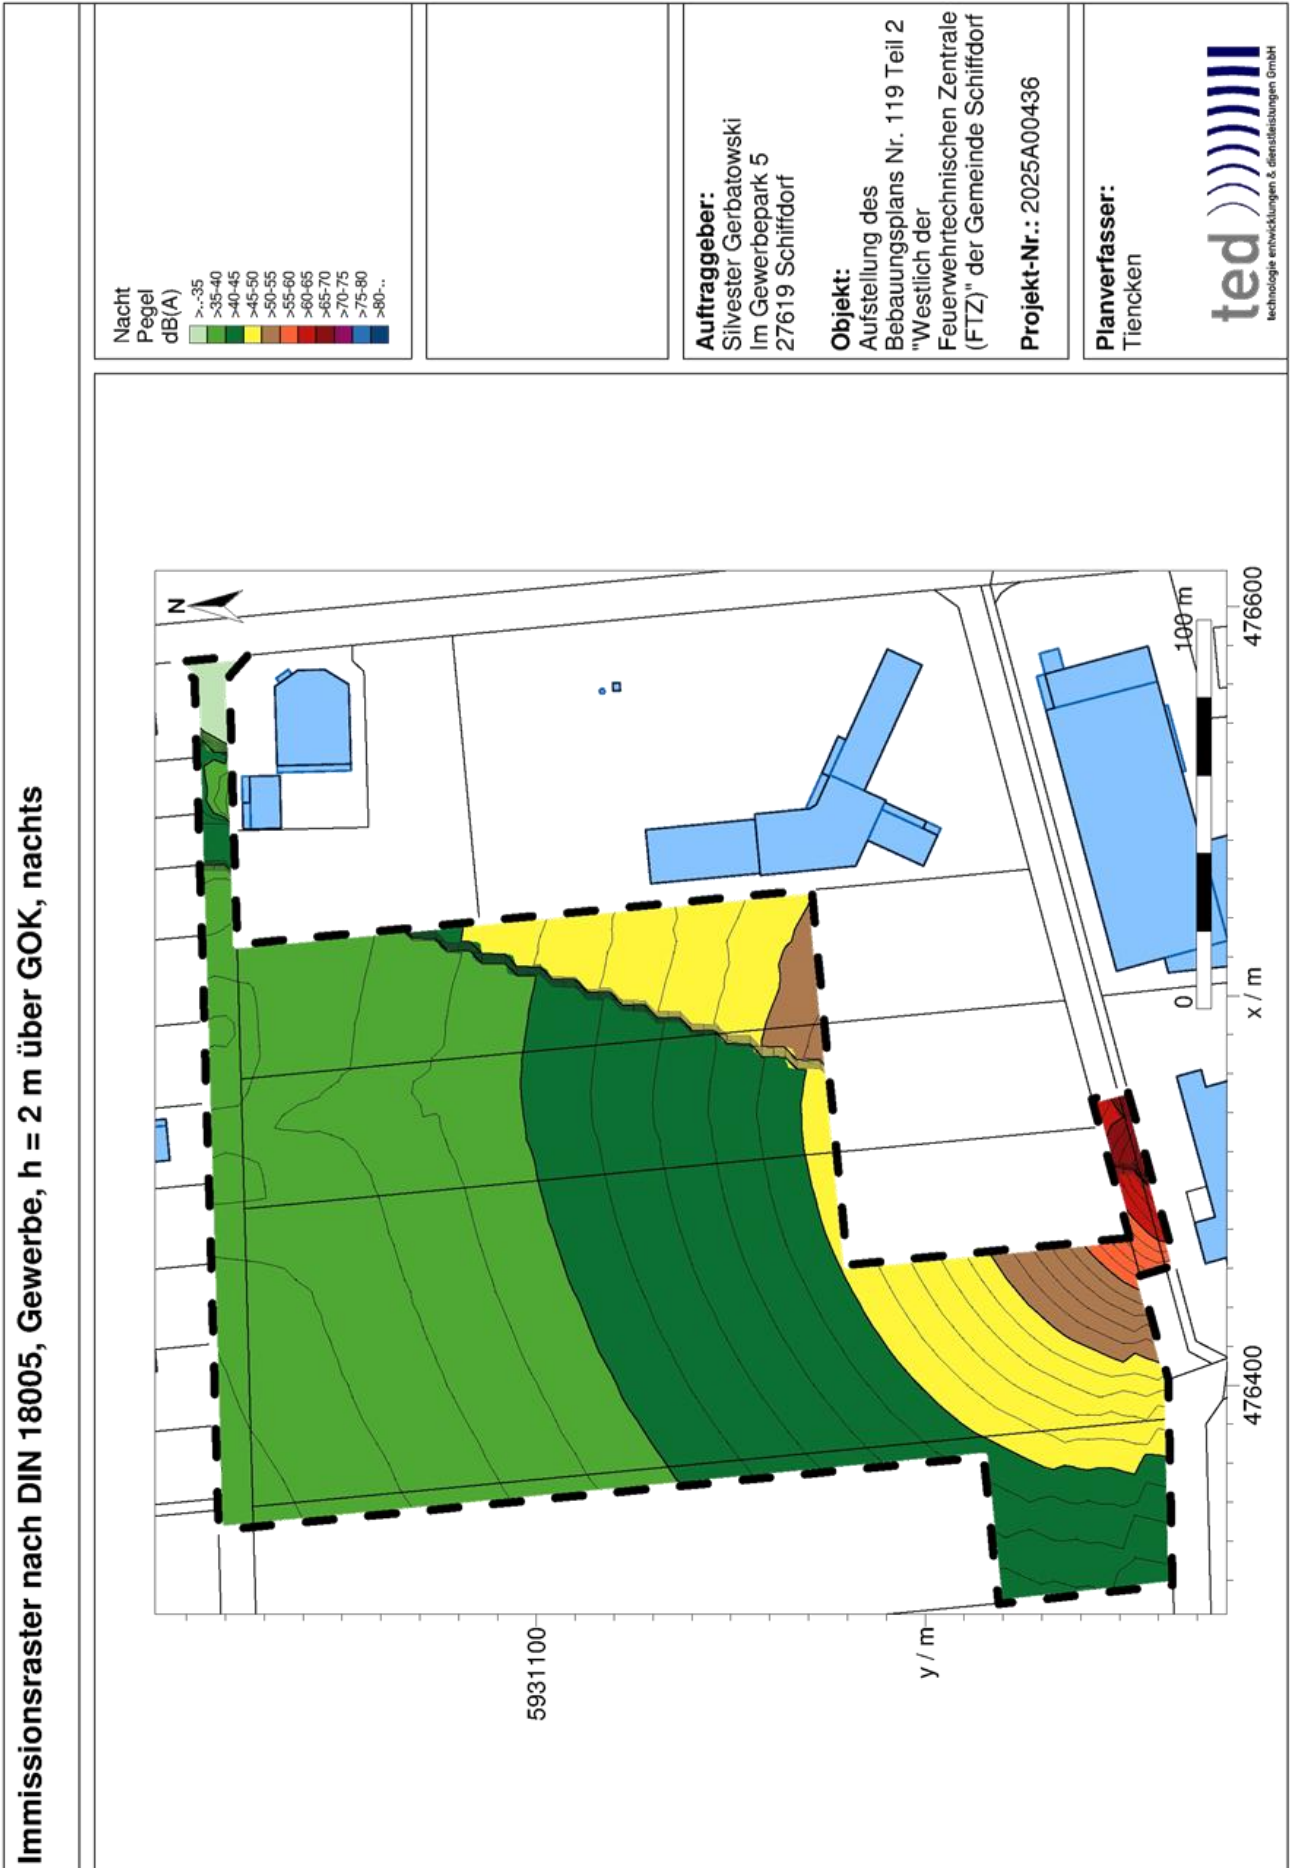 Immissionsraster nach DIN 18005, Gewerbe, h = 2 m über GOK, nachts
Nacht
Pegel
dB(A)
>..-35
>35-40
>40-45
>45-50
>50-55
>55-60
>60-65
>65-70
>70-75
>75-80
>80-..
Auftraggeber:
Silvester Gerbatowski
Im Gewerbepark 5
27619 Schiffdorf
Objekt:
Aufstelllung des
Bebauungsplans Nr. 119 Teil 2
"Westlich der
Feuerwehrtechnischen Zentrale
(FTZ)" der Gemeinde Schiffdorf
Projekt-Nr.: 2025A00436
Planverfasser:
Tiencken
ted
technologie entwicklungen & dienstleistungen GmbH
N
5931100
y / m
0
100 m
476400
x / m
476600